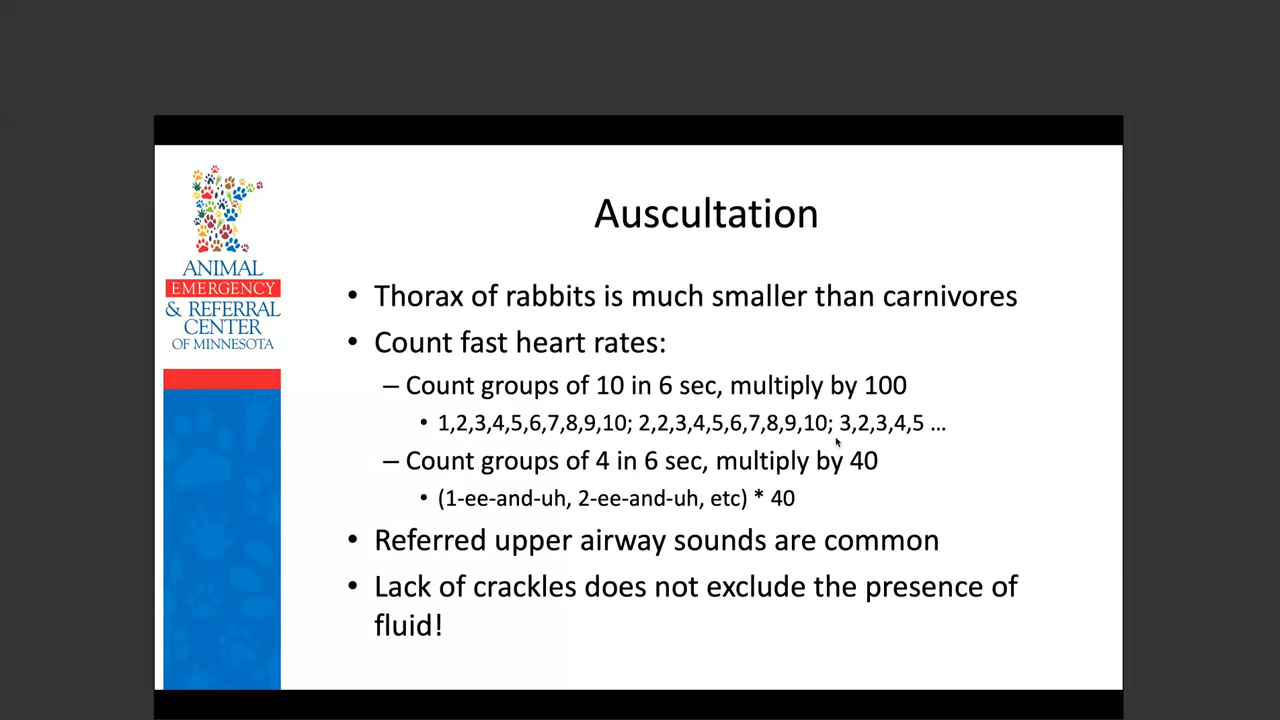 ANIMAL
EMERGENCY
& REFERRAL
CENTER
OF MINNESOTA
Auscultation
• Thorax of rabbits is much smaller than carnivores
• Count fast heart rates:
– Count groups of 10 in 6 sec, multiply by 100
• 1,2,3,4,5,6,7,8,9,10; 2,2,3,4,5,6,7,8,9,10; 3,2,3,4,5 ...
– Count groups of 4 in 6 sec, multiply by 40
• (1-ee-and-uh, 2-ee-and-uh, etc) * 40
• Referred upper airway sounds are common
• Lack of crackles does not exclude the presence of
fluid!